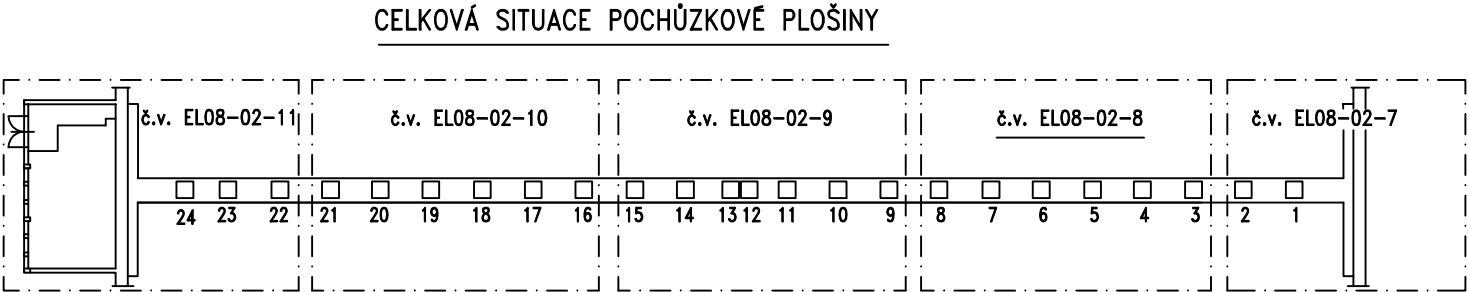 CELKOVÁ SITUACE POCHŮZKOVÉ PLOŠINY
č.v. EL08-02-11 č.v. EL08-02-10 č.v. EL08-02-9 č.v. EL08-02-8 č.v. EL08-02-7
24 23 22 21 20 19 18 17 16 15 14 13 12 11 10 9 8 7 6 5 4 3 2 1